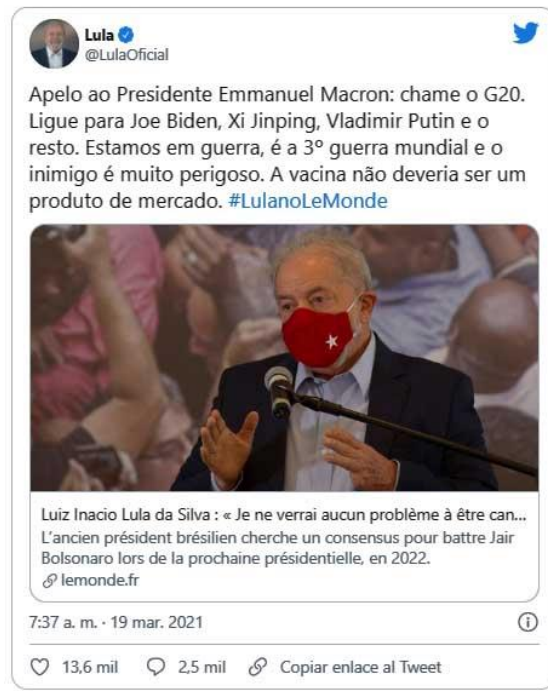 Lula
@LulaOficial
Apelo ao Presidente Emmanuel Macron: chame o G20.
Ligue para Joe Biden, Xi Jinping, Vladimir Putin e o
resto. Estamos em guerra, é a 3º guerra mundial e o
inimigo é muito perigoso. A vacina não deveria ser um
produto de mercado. #LulanoLeMonde
Luiz Inacio Lula da Silva : « Je ne verrai aucun problème à être can...
L'ancien président brésilien cherche un consensus pour battre Jair
Bolsonaro lors de la prochaine présidentielle, en 2022.
lemonde.fr
7:37 a. m. · 19 mar. 2021
13,6 mil 2,5 mil Copiar enlace al Tweet